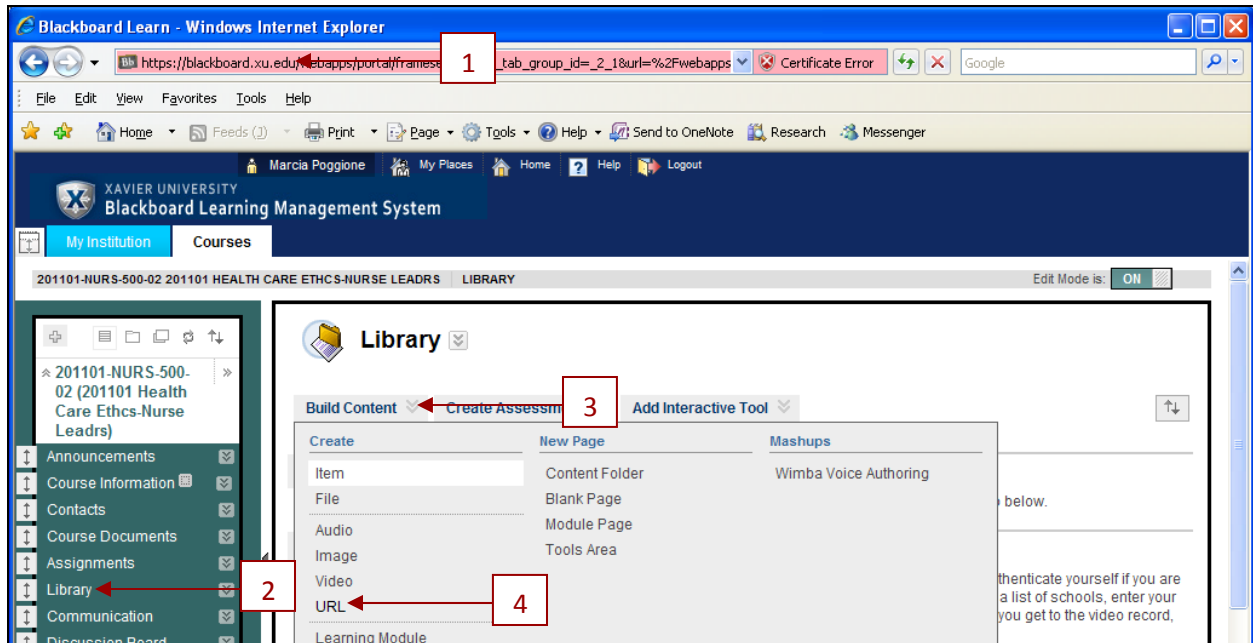 Blackboard Learn - Windows Internet Explorer
https://blackboard.xu.edu/webapps/portal/framese 1 _tab_group_id=_2_1&url=%2Fwebapps Certificate Error Google
File Edit View Favorites Tools Help
Home Feeds (J) Print Page Tools Help Send to OneNote Research Messenger
Marcia Poggione My Places Home ? Help Logout
XAVIER UNIVERSITY
Blackboard Learning Management System
My Institution Courses
201101-NURS-500-02 201101 HEALTH CARE ETHCS-NURSE LEADRS LIBRARY Edit Mode is: ON
Library
201101-NURS-500-
02 (201101 Health
Care Ethcs-Nurse
Leadrs)
Announcements
Course Information
Contacts
Course Documents
Assignments
Library 2
Communication
Discussion Board
Build Content 3 Create Assessm Add Interactive Tool
Create New Page Mashups
Item Content Folder Wimba Voice Authoring
File Blank Page
Audio Module Page
Image Tools Area
Video
URL 4
Learning Module
below.
thenticate yourself if you are
a list of schools, enter your
you get to the video record,